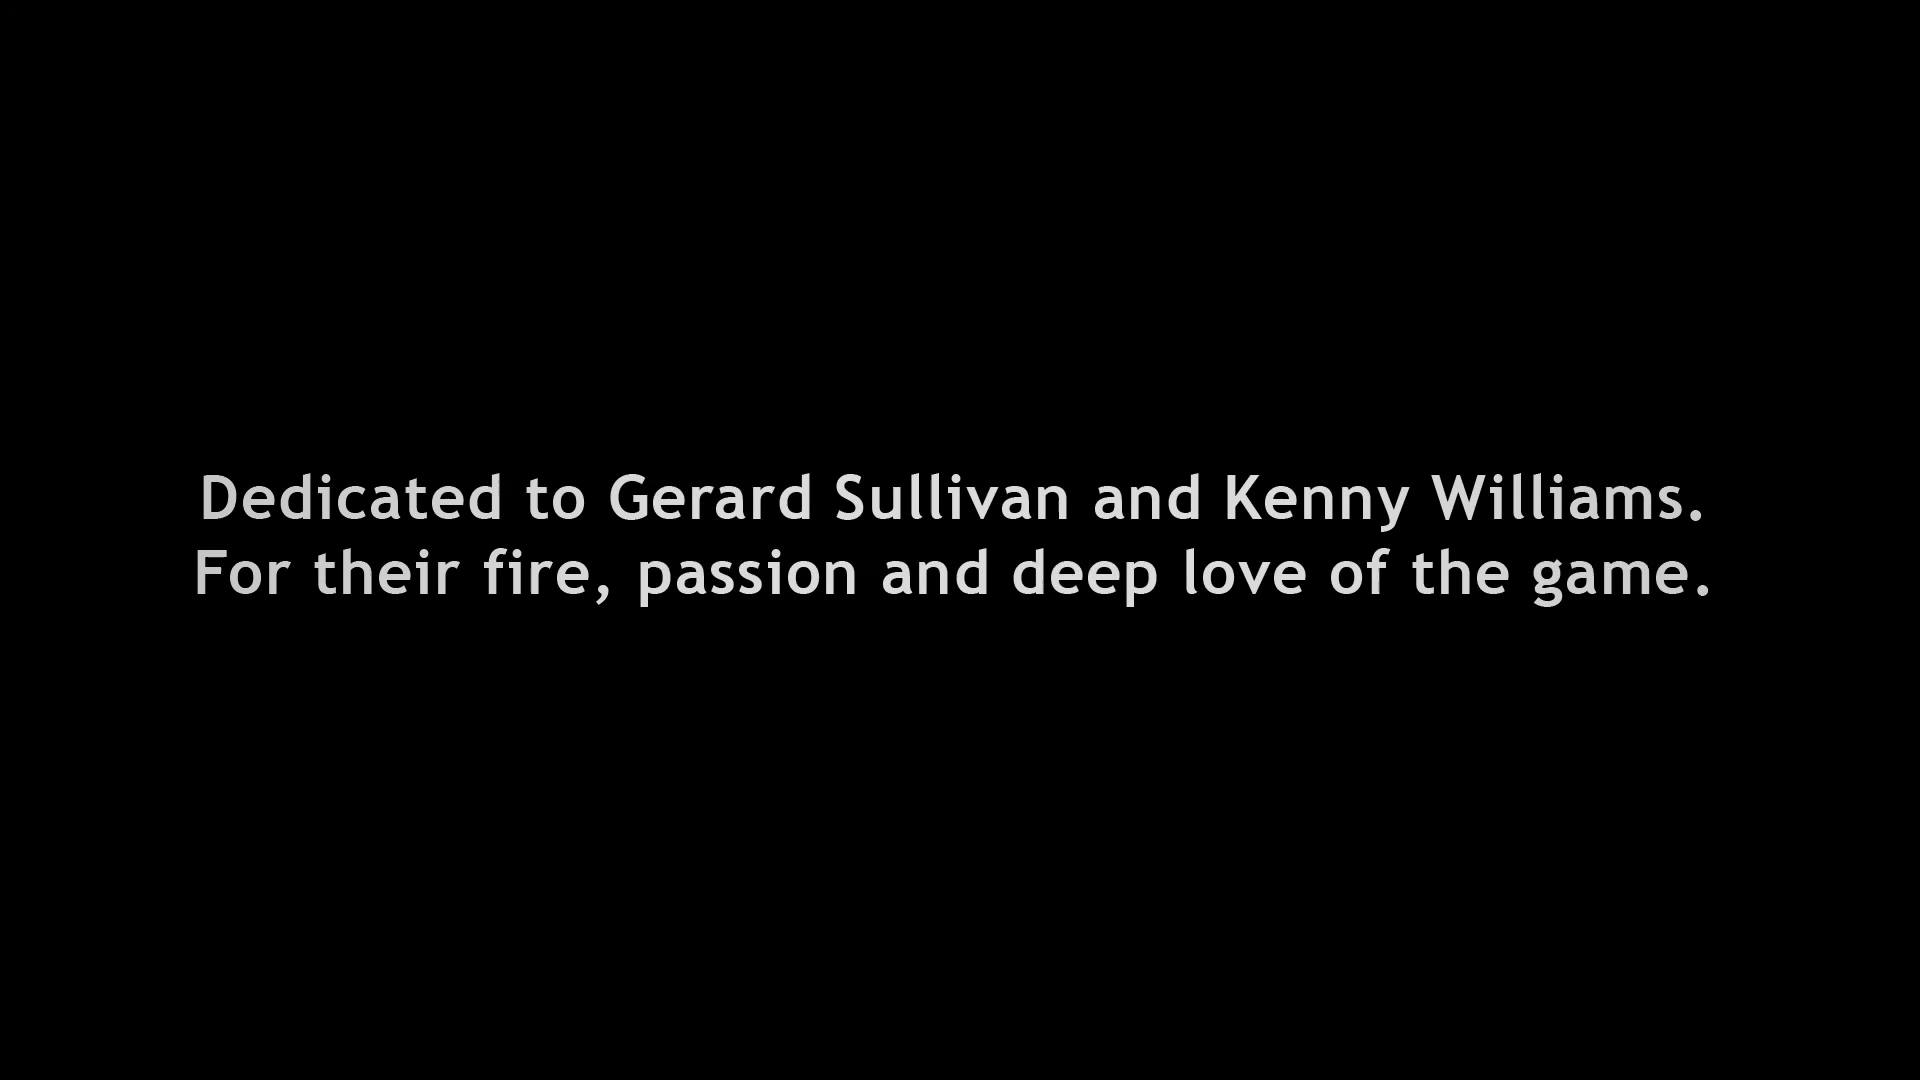 Dedicated to Gerard Sullivan and Kenny Williams.
For their fire, passion and deep love of the game.